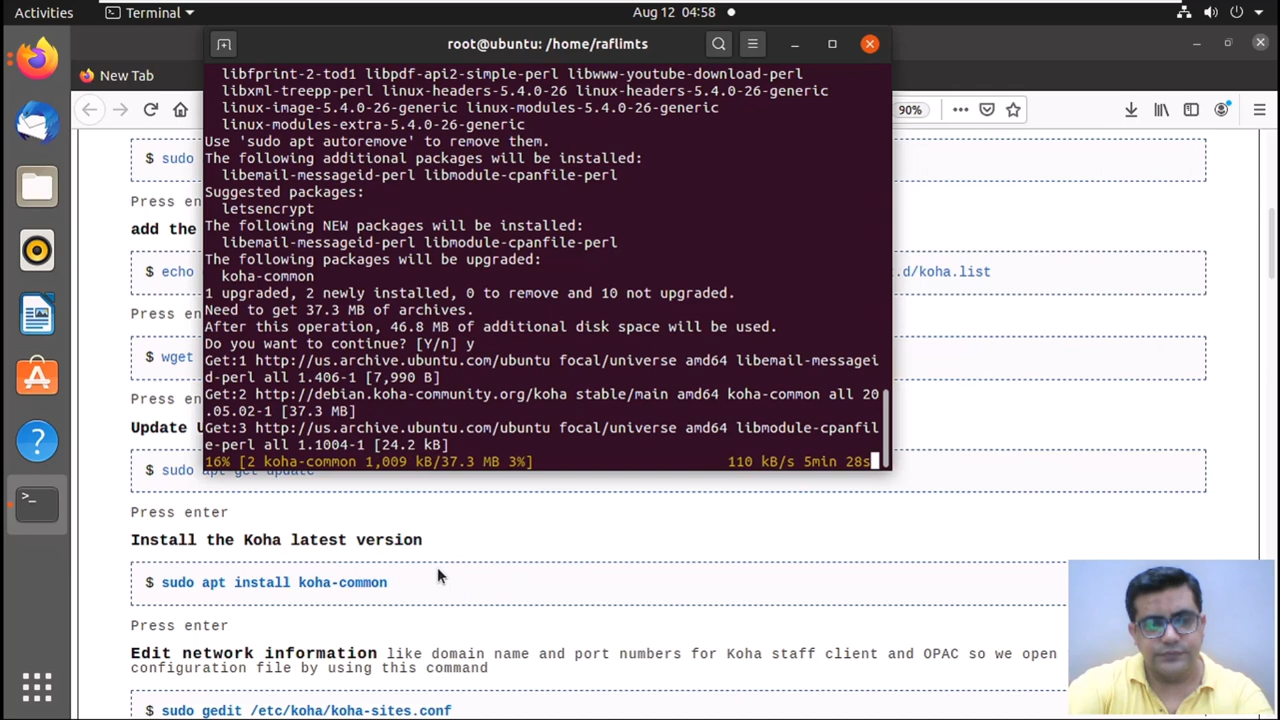 Activities
Terminal
Aug 12 04:58
root@ubuntu: /home/raflimts
New Tab
90%
libfprint-2-tod1 libpdf-api2-simple-perl libwww-youtube-download-perl
libxml-treepp-perl linux-headers-5.4.0-26 linux-headers-5.4.0-26-generic
linux-image-5.4.0-26-generic linux-modules-5.4.0-26-generic
linux-modules-extra-5.4.0-26-generic
Use 'sudo apt autoremove' to remove them.
The following additional packages will be installed:
libemail-messageid-perl libmodule-cpanfile-perl
Suggested packages:
letsencrypt
The following NEW packages will be installed:
libemail-messageid-perl libmodule-cpanfile-perl
The following packages will be upgraded:
koha-common
1 upgraded, 2 newly installed, 0 to remove and 10 not upgraded.
Need to get 37.3 MB of archives.
After this operation, 46.8 MB of additional disk space will be used.
Do you want to continue? [Y/n] y
Get:1 http://us.archive.ubuntu.com/ubuntu focal/universe amd64 libemail-messagei
d-perl all 1.406-1 [7,990 B]
Get:2 http://debian.koha-community.org/koha stable/main amd64 koha-common all 20
.05.02-1 [37.3 MB]
Get:3 http://us.archive.ubuntu.com/ubuntu focal/universe amd64 libmodule-cpanfil
e-perl all 1.1004-1 [24.2 kB]
16% [2 koha-common 1,009 kB/37.3 MB 3%] 110 kB/s 5min 28s
$ sudo
Press en
add the
$ echo .d/koha.list
Press en
$ wget
Press en
Update U
$ sudo apt get update
Press enter
Install the Koha latest version
$ sudo apt install koha-common
Press enter
Edit network information like domain name and port numbers for Koha staff client and OPAC so we open
configuration file by using this command
$ sudo gedit /etc/koha/koha-sites.conf